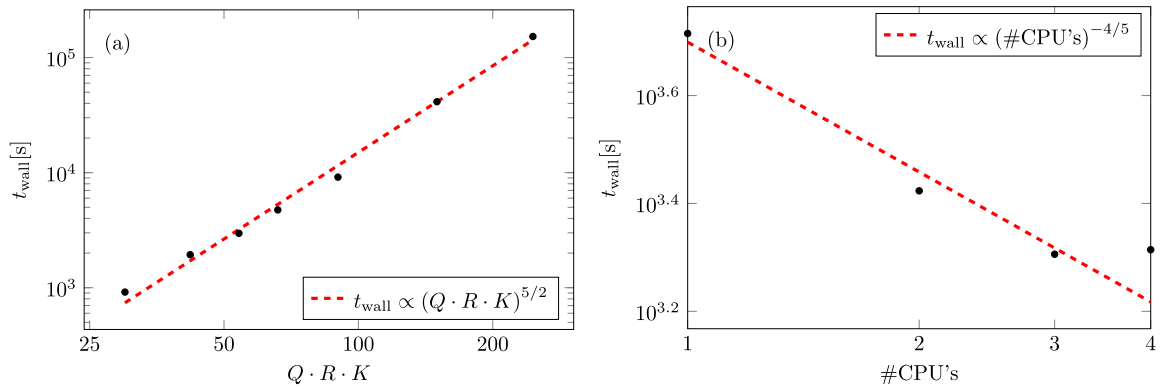 (a)
10^5
10^4
10^3
t_wall[s]
25 50 100 200
Q · R · K
t_wall ∝ (Q · R · K)^{5/2}
(b)
10^{3.6}
10^{3.4}
10^{3.2}
t_wall[s]
1 2 3 4
#CPU's
t_wall ∝ (#CPU's)^{−4/5}